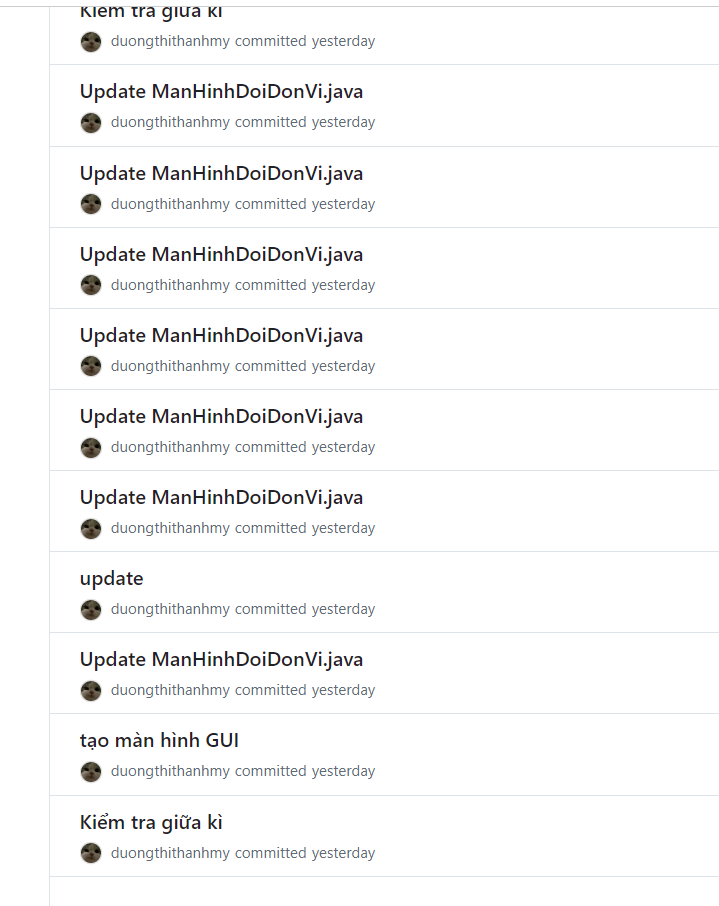 Kiểm tra giữa kì
duongthithanhmy committed yesterday
Update ManHinhDoiDonVi.java
duongthithanhmy committed yesterday
Update ManHinhDoiDonVi.java
duongthithanhmy committed yesterday
Update ManHinhDoiDonVi.java
duongthithanhmy committed yesterday
Update ManHinhDoiDonVi.java
duongthithanhmy committed yesterday
Update ManHinhDoiDonVi.java
duongthithanhmy committed yesterday
Update ManHinhDoiDonVi.java
duongthithanhmy committed yesterday
update
duongthithanhmy committed yesterday
Update ManHinhDoiDonVi.java
duongthithanhmy committed yesterday
tạo màn hình GUI
duongthithanhmy committed yesterday
Kiểm tra giữa kì
duongthithanhmy committed yesterday